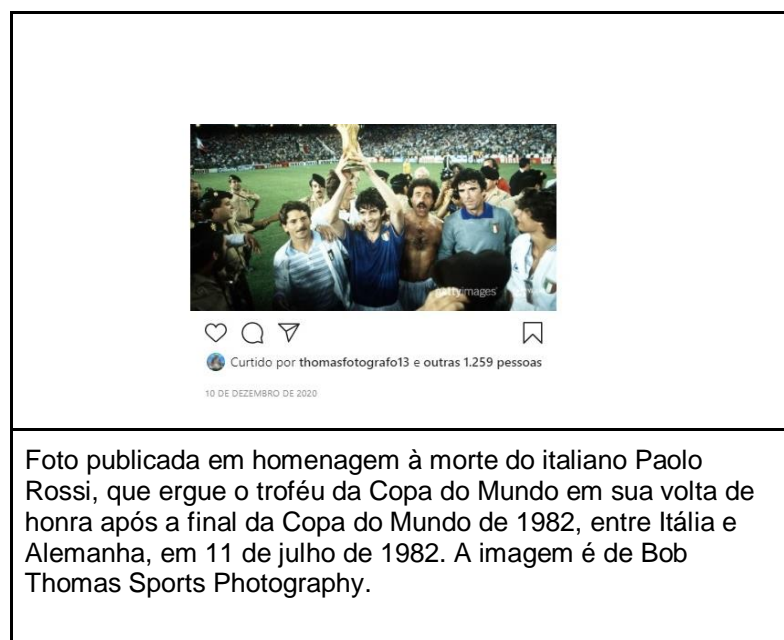 gettyimages
Curtido por thomasfotografo13 e outras 1.259 pessoas
10 DE DEZEMBRO DE 2020
Foto publicada em homenagem à morte do italiano Paolo
Rossi, que ergue o troféu da Copa do Mundo em sua volta de
honra após a final da Copa do Mundo de 1982, entre Itália e
Alemanha, em 11 de julho de 1982. A imagem é de Bob
Thomas Sports Photography.